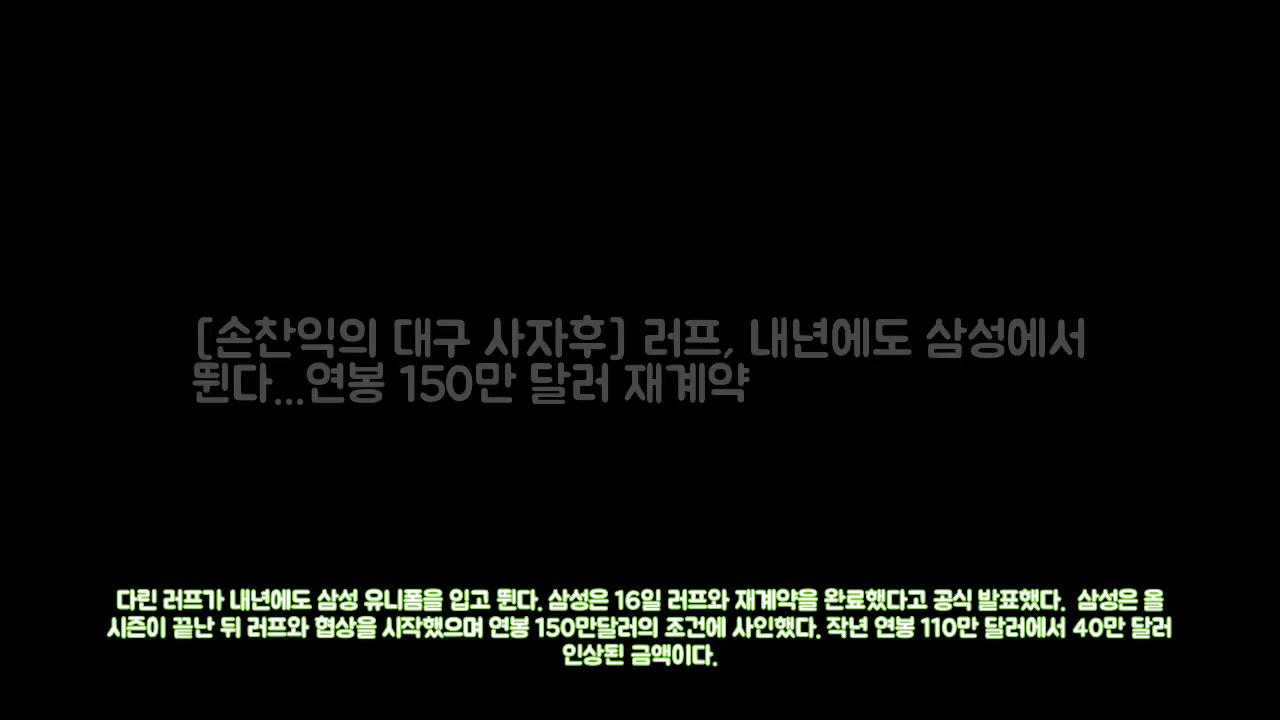 [손찬익의 대구 사자후] 러프, 내년에도 삼성에서
뛴다...연봉 150만 달러 재계약
다린 러프가 내년에도 삼성 유니폼을 입고 뛴다. 삼성은 16일 러프와 재계약을 완료했다고 공식 발표했다. 삼성은 올
시즌이 끝난 뒤 러프와 협상을 시작했으며 연봉 150만달러의 조건에 사인했다. 작년 연봉 110만 달러에서 40만 달러
인상된 금액이다.